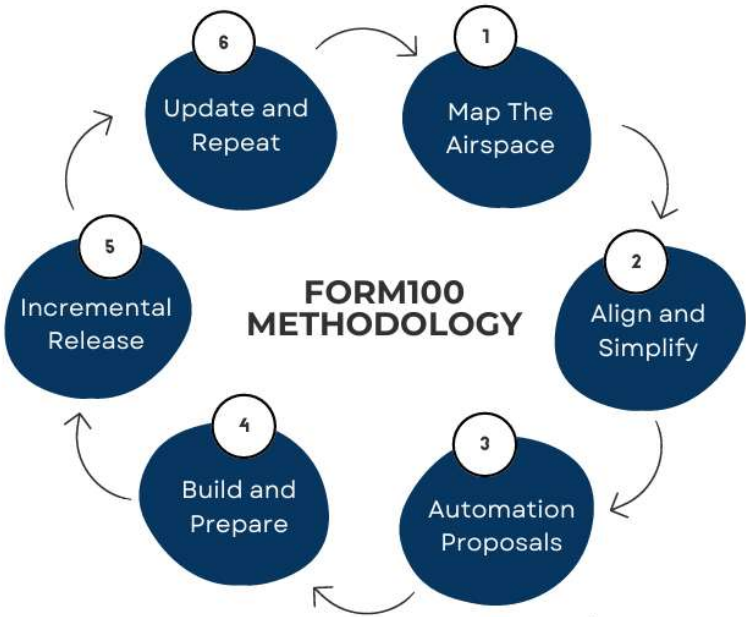 FORM100
METHODOLOGY
1
Map The
Airspace
2
Align and
Simplify
3
Automation
Proposals
4
Build and
Prepare
5
Incremental
Release
6
Update and
Repeat